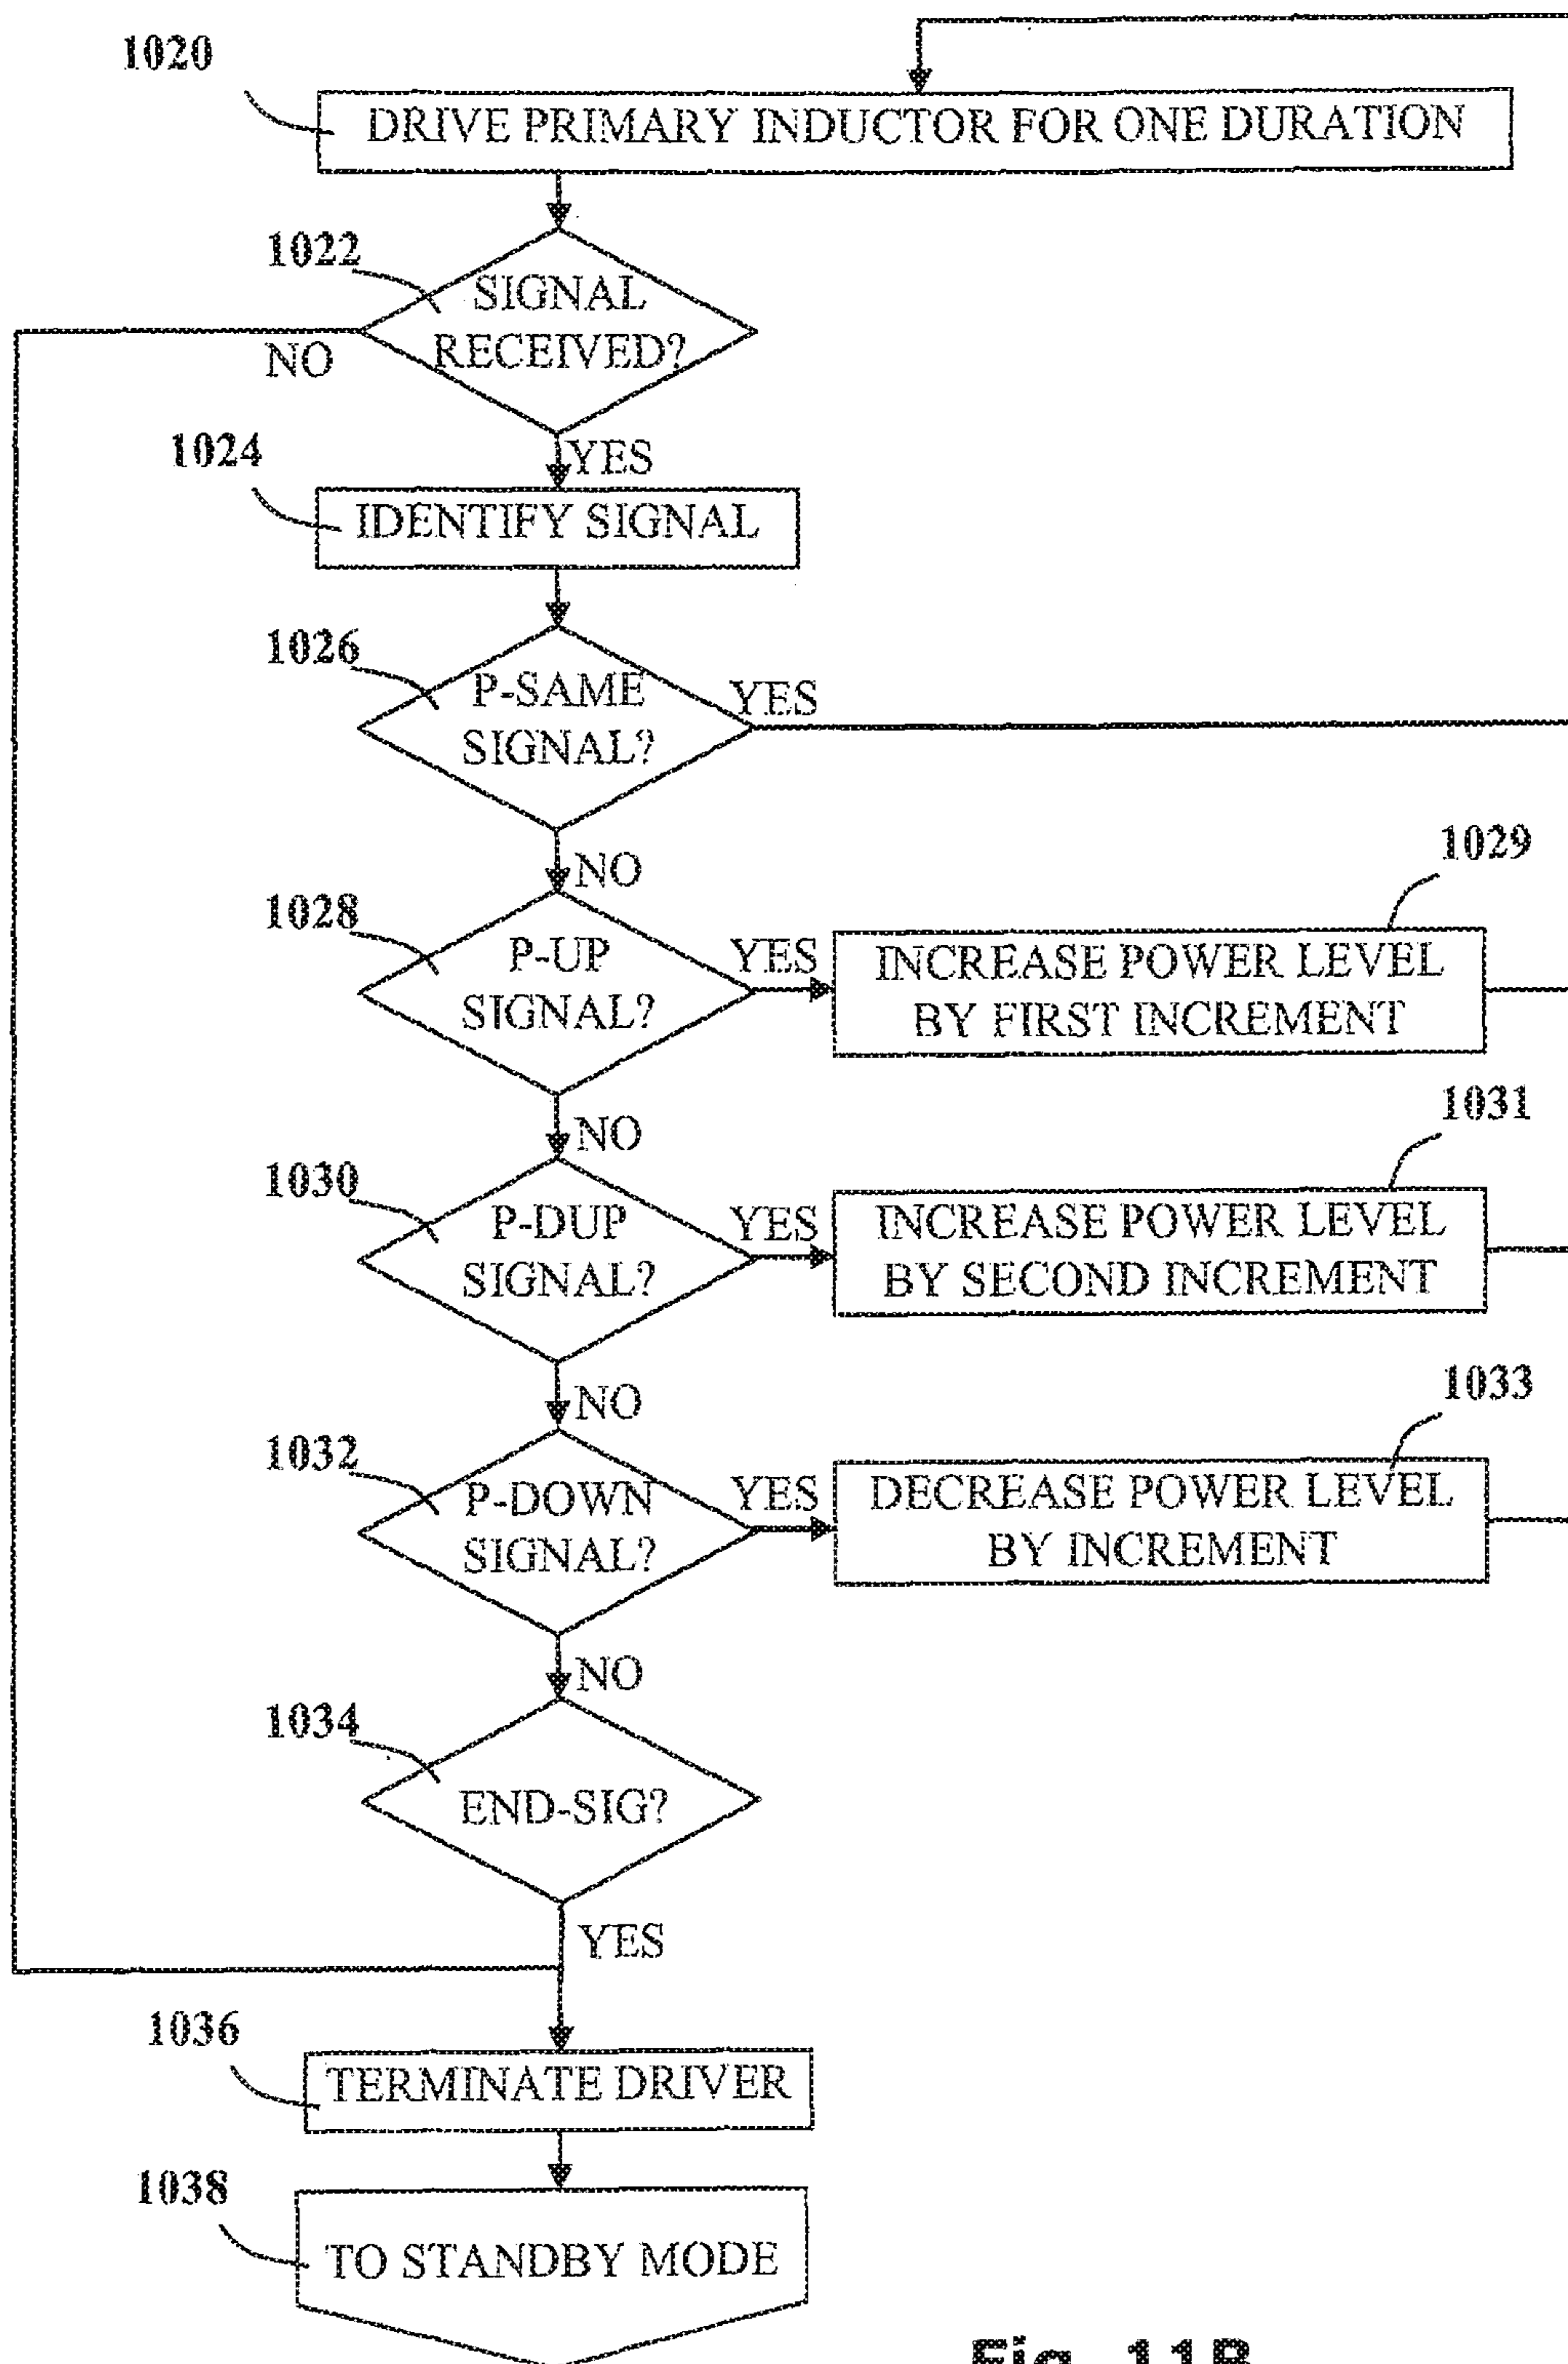 1020
DRIVE PRIMARY INDUCTOR FOR ONE DURATION
1022
SIGNAL
RECEIVED?
NO
YES
1024
IDENTIFY SIGNAL
1026
P-SAME
SIGNAL?
YES
NO
1028
P-UP
SIGNAL?
YES
1029
INCREASE POWER LEVEL
BY FIRST INCREMENT
NO
1030
P-DUP
SIGNAL?
YES
1031
INCREASE POWER LEVEL
BY SECOND INCREMENT
NO
1032
P-DOWN
SIGNAL?
YES
1033
DECREASE POWER LEVEL
BY INCREMENT
NO
1034
END-SIG?
YES
1036
TERMINATE DRIVER
1038
TO STANDBY MODE
Fig. 11B